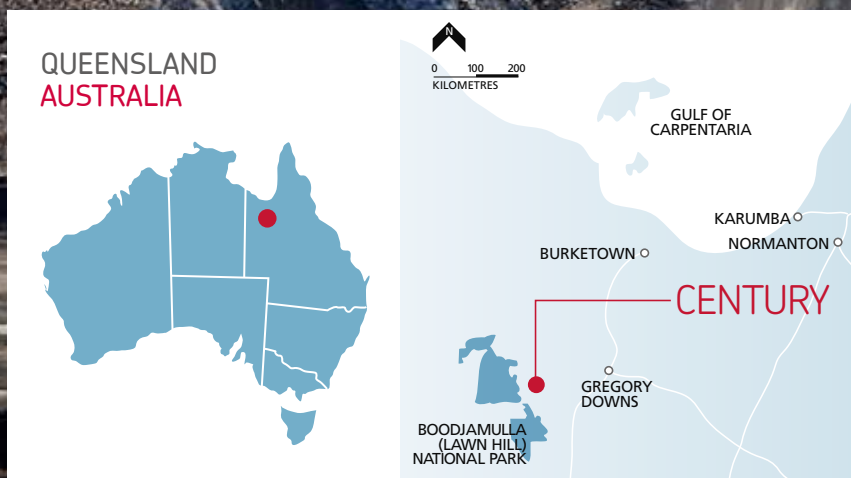 QUEENSLAND
AUSTRALIA
N
0 100 200
KILOMETRES
GULF OF
CARPENTARIA
KARUMBA
NORMANTON
BURKETOWN
CENTURY
GREGORY
DOWNS
BOODJAMULLA
(LAWN HILL)
NATIONAL PARK